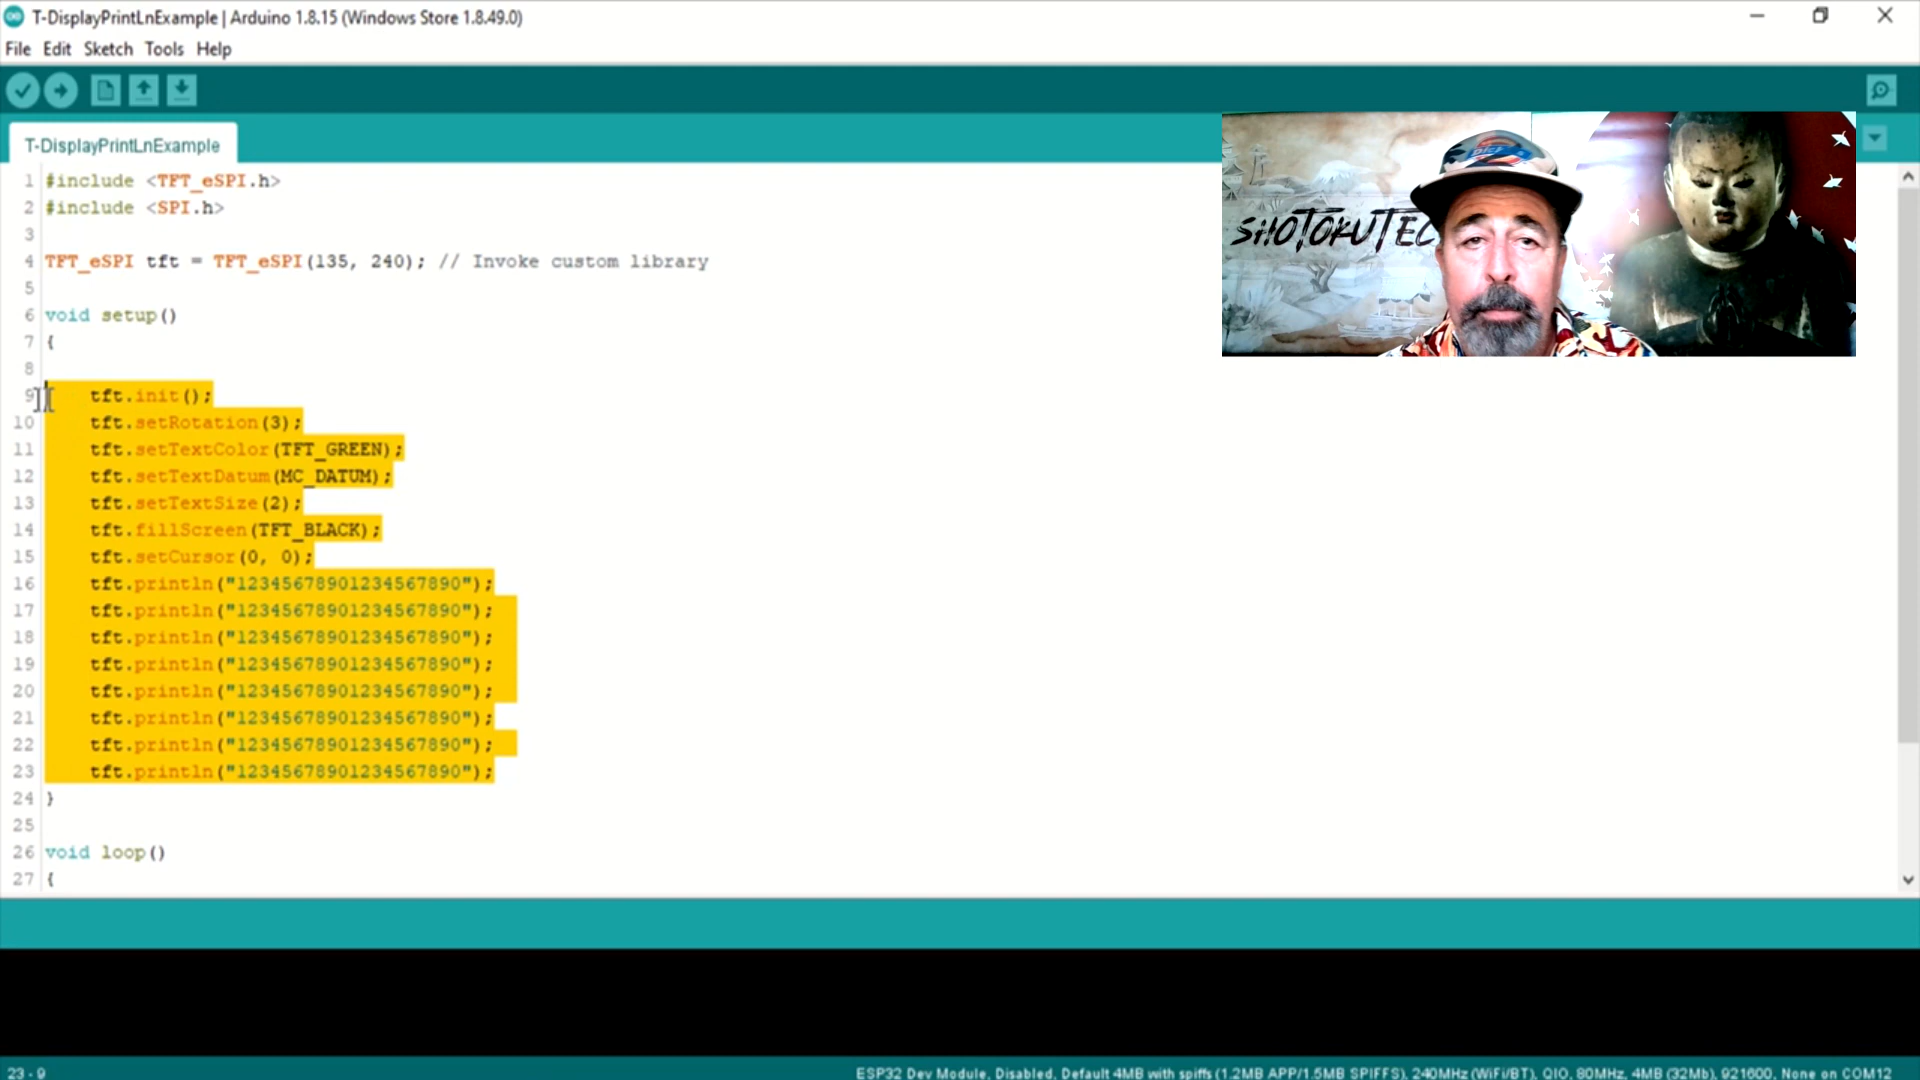 T-DisplayPrintLnExample | Arduino 1.8.15 (Windows Store 1.8.49.0)
File Edit Sketch Tools Help
T-DisplayPrintLnExample
SHOTOKUTEC
1 #include <TFT_eSPI.h>
2 #include <SPI.h>
3
4 TFT_eSPI tft = TFT_eSPI(135, 240); // Invoke custom library
5
6 void setup()
7 {
8
9 tft.init();
10 tft.setRotation(3);
11 tft.setTextColor(TFT_GREEN);
12 tft.setTextDatum(MC_DATUM);
13 tft.setTextSize(2);
14 tft.fillScreen(TFT_BLACK);
15 tft.setCursor(0, 0);
16 tft.println("12345678901234567890");
17 tft.println("12345678901234567890");
18 tft.println("12345678901234567890");
19 tft.println("12345678901234567890");
20 tft.println("12345678901234567890");
21 tft.println("12345678901234567890");
22 tft.println("12345678901234567890");
23 tft.println("12345678901234567890");
24 }
25
26 void loop()
27 {
23 - 9
ESP32 Dev Module, Disabled, Default 4MB with spiffs (1.2MB APP/1.5MB SPIFFS), 240MHz (WiFi/BT), QIO, 80MHz, 4MB (32Mb), 921600, None on COM12